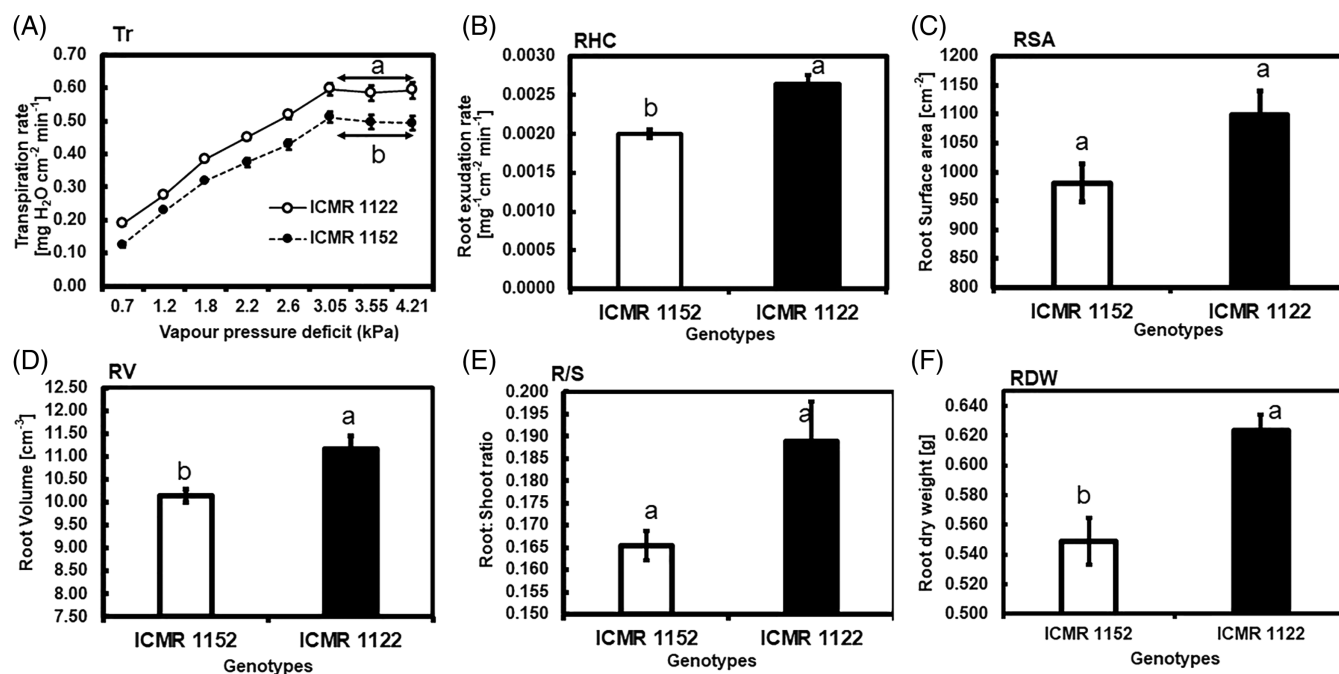 (A)
Tr
Transpiration rate
[mg H₂O cm⁻² min⁻¹]
0.70
0.60
0.50
0.40
0.30
0.20
0.10
0.00
a
b
ICMR 1122
ICMR 1152
0.7 1.2 1.8 2.2 2.6 3.05 3.55 4.21
Vapour pressure deficit (kPa)
(B)
RHC
Root exudation rate
[mg⁻¹cm⁻² min⁻¹]
0.0030
0.0025
0.0020
0.0015
0.0010
0.0005
0.0000
b
a
ICMR 1152 ICMR 1122
Genotypes
(C)
RSA
Root Surface area [cm⁻²]
1200
1150
1100
1050
1000
950
900
850
800
a
a
ICMR 1152 ICMR 1122
Genotypes
(D)
RV
Root Volume [cm⁻³]
12.50
12.00
11.50
11.00
10.50
10.00
9.50
9.00
8.50
8.00
7.50
b
a
ICMR 1152 ICMR 1122
Genotypes
(E)
R/S
Root:Shoot ratio
0.200
0.195
0.190
0.185
0.180
0.175
0.170
0.165
0.160
0.155
0.150
a
a
ICMR 1152 ICMR 1122
Genotypes
(F)
RDW
Root dry weight [g]
0.640
0.620
0.600
0.580
0.560
0.540
0.520
0.500
b
a
ICMR 1152 ICMR 1122
Genotypes